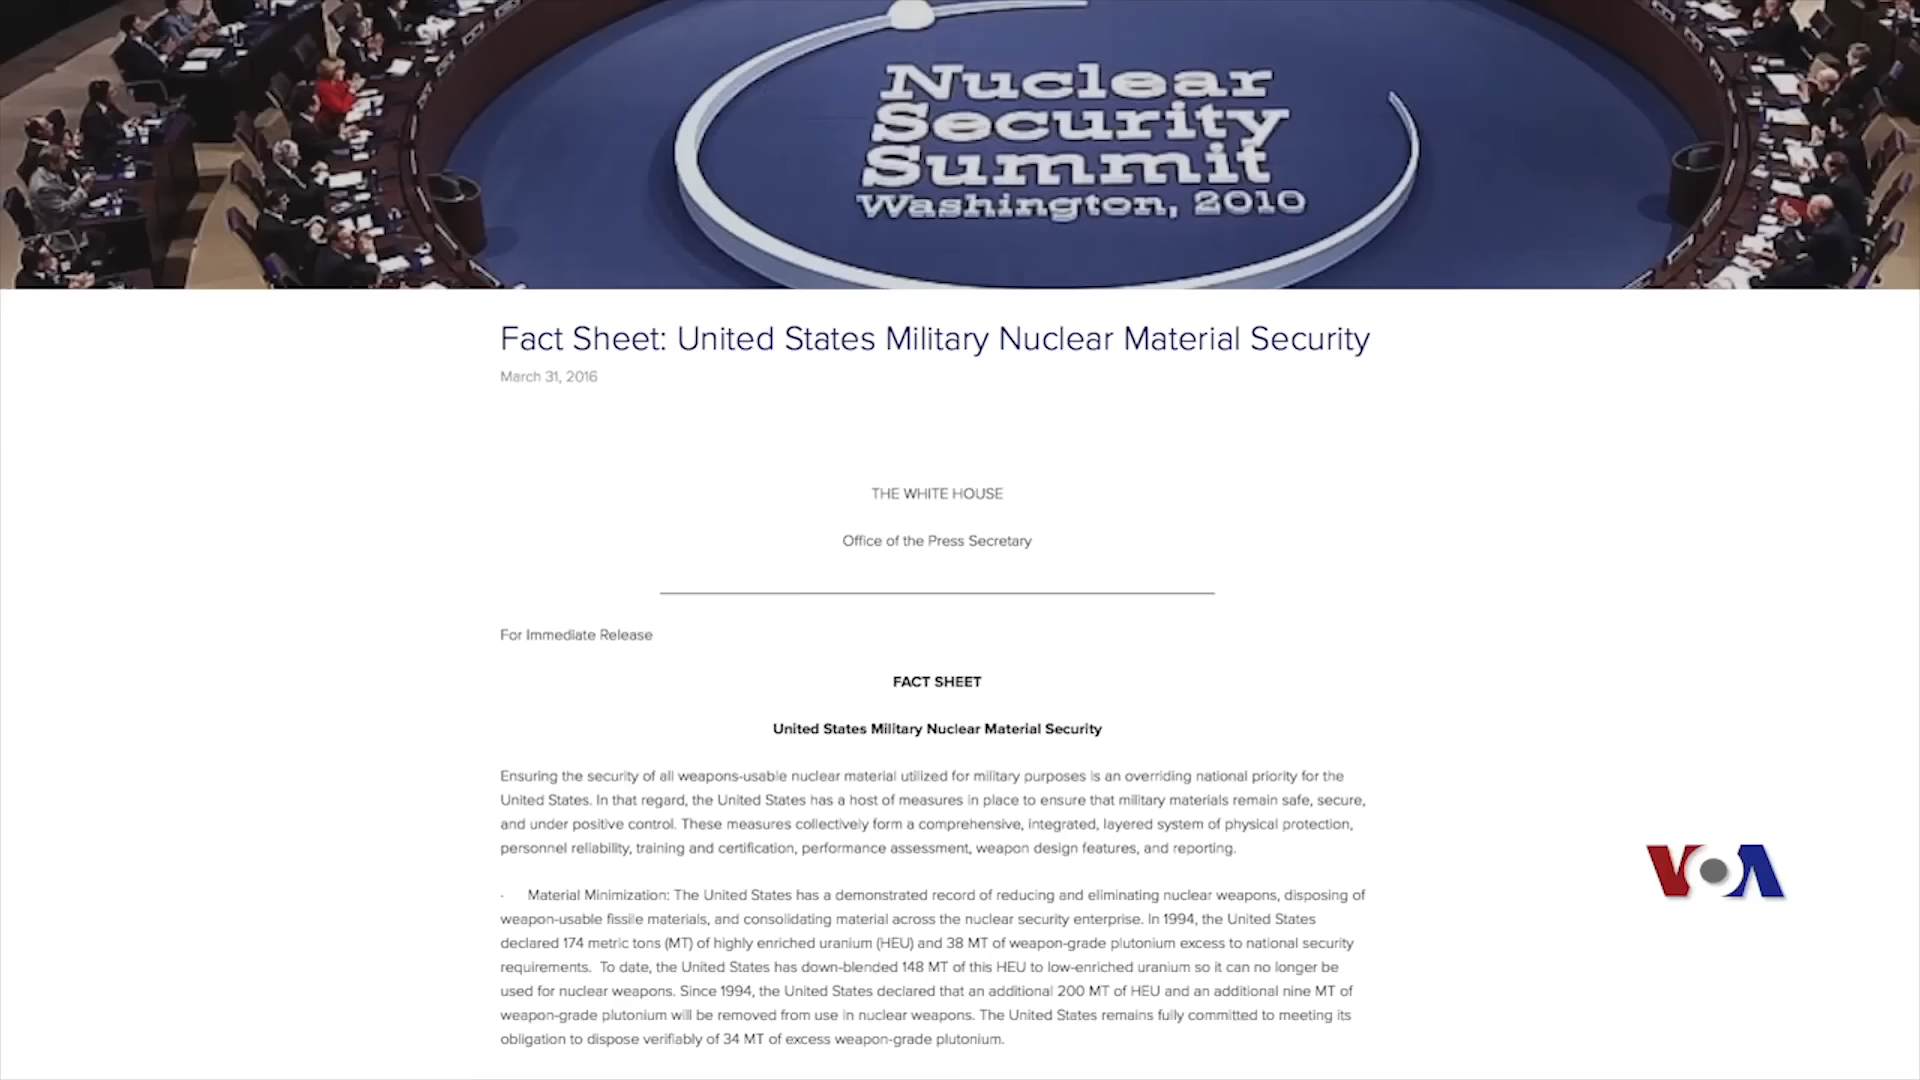 Nuclear
Security
Summit
Washington, 2010
Fact Sheet: United States Military Nuclear Material Security
March 31, 2016
THE WHITE HOUSE
Office of the Press Secretary
For Immediate Release
FACT SHEET
United States Military Nuclear Material Security
Ensuring the security of all weapons-usable nuclear material utilized for military purposes is an overriding national priority for the
United States. In that regard, the United States has a host of measures in place to ensure that military materials remain safe, secure,
and under positive control. These measures collectively form a comprehensive, integrated, layered system of physical protection,
personnel reliability, training and certification, performance assessment, weapon design features, and reporting.
· Material Minimization: The United States has a demonstrated record of reducing and eliminating nuclear weapons, disposing of
weapon-usable fissile materials, and consolidating material across the nuclear security enterprise. In 1994, the United States
declared 174 metric tons (MT) of highly enriched uranium (HEU) and 38 MT of weapon-grade plutonium excess to national security
requirements. To date, the United States has down-blended 148 MT of this HEU to low-enriched uranium so it can no longer be
used for nuclear weapons. Since 1994, the United States declared that an additional 200 MT of HEU and an additional nine MT of
weapon-grade plutonium will be removed from use in nuclear weapons. The United States remains fully committed to meeting its
obligation to dispose verifiably of 34 MT of excess weapon-grade plutonium.
VOA